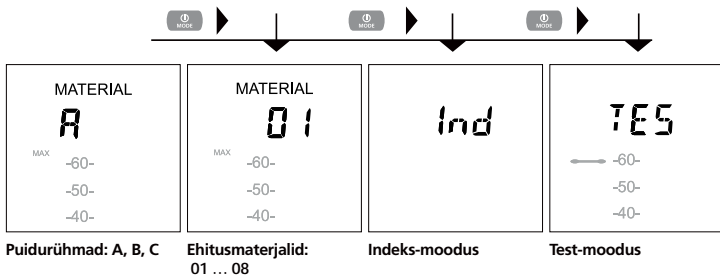 MODE
MODE
MODE
MATERIAL
A
MAX
-60-
-50-
-40-
MATERIAL
01
MAX
-60-
-50-
-40-
Ind
TES
-60-
-50-
-40-
Puidurühmad: A, B, C
Ehitusmaterjalid:
01 … 08
Indeks-moodus
Test-moodus